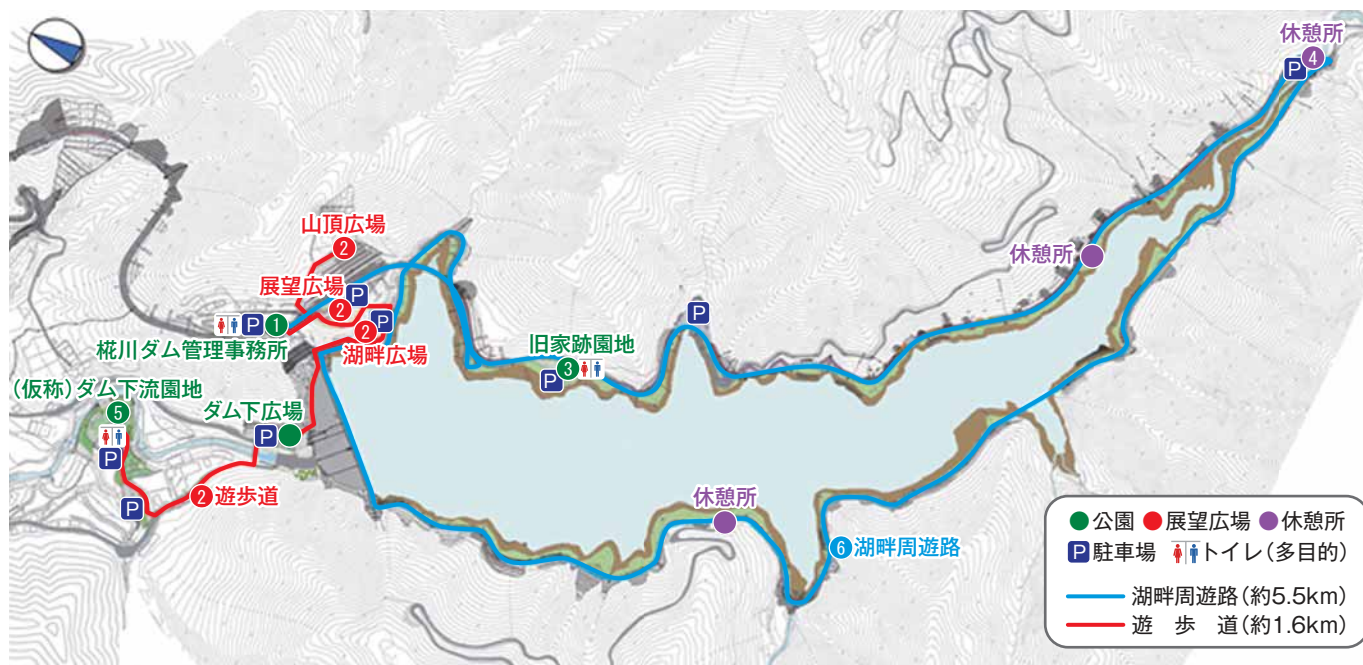 休憩所
P 4
山頂広場
2
休憩所
展望広場
P
2
P 1
2 P
P
椛川ダム管理事務所
湖畔広場
旧家跡園地
P 3
(仮称)ダム下流園地
5
ダム下広場
P
P
P
2 遊歩道
休憩所
6 湖畔周遊路
公園 展望広場 休憩所
P 駐車場 トイレ(多目的)
湖畔周遊路(約5.5km)
遊歩道(約1.6km)